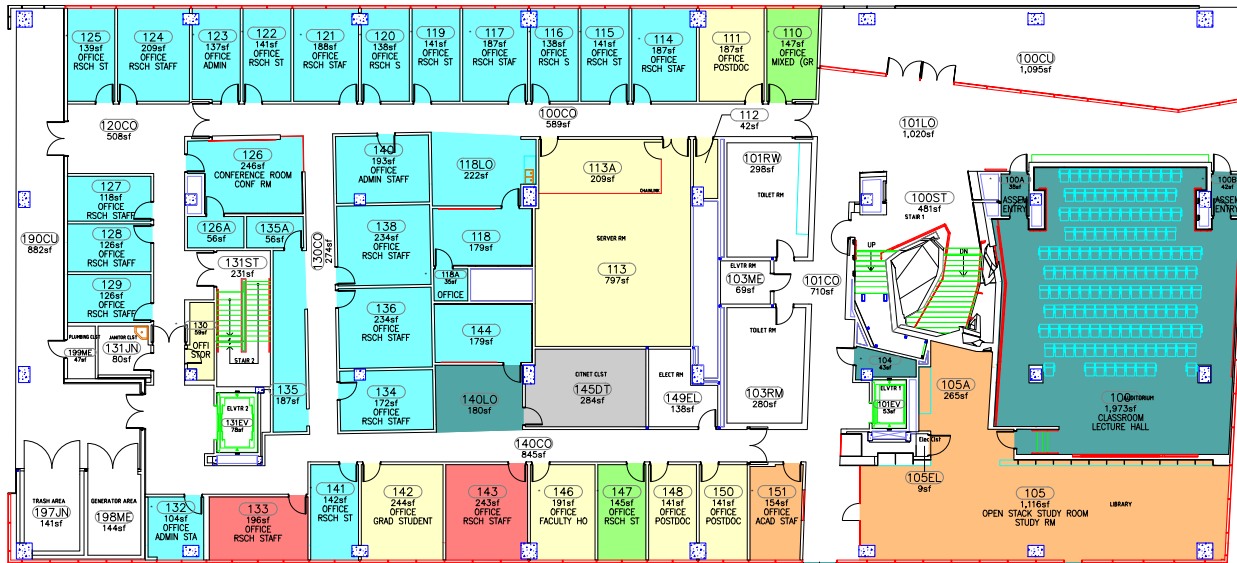 125
139sf
OFFICE
RSCH ST
124
209sf
OFFICE
RSCH STAFF
123
137sf
OFFICE
ADMIN
122
141sf
OFFICE
RSCH ST
121
188sf
OFFICE
RSCH STAF
120
138sf
OFFICE
RSCH S
119
141sf
OFFICE
RSCH ST
117
187sf
OFFICE
RSCH STAF
116
138sf
OFFICE
RSCH S
115
141sf
OFFICE
RSCH ST
114
187sf
OFFICE
RSCH STAF
111
187sf
OFFICE
POSTDOC
110
147sf
OFFICE
MIXED (GR
100CU
1,095sf
120CO
508sf
100CO
589sf
112
42sf
101LO
1,020sf
126
246sf
CONFERENCE ROOM
CONF RM
140
193sf
OFFICE
ADMIN STAFF
118LO
222sf
113A
209sf
CHAINLINK
101RW
298sf
TOILET RM
100A
36sf
ASSEM
ENTRY
100B
42sf
ASSEM
ENTRY
127
118sf
OFFICE
RSCH STAFF
100ST
481sf
STAIR 1
190CU
882sf
128
126sf
OFFICE
RSCH STAFF
126A
56sf
135A
56sf
130CO
274sf
138
234sf
OFFICE
RSCH STAFF
118
179sf
SERVER RM
113
797sf
UP
DN
131ST
231sf
118A
35sf
OFFICE
ELVTR RM
103ME
69sf
101CO
710sf
129
126sf
OFFICE
RSCH STAFF
136
234sf
OFFICE
RSCH STAFF
130
59sf
OFFI
STOR
STAIR 2
144
179sf
TOILET RM
PLUMBING CLST
199ME
47sf
JANITOR CLST
131JN
80sf
135
187sf
134
172sf
OFFICE
RSCH STAFF
140LO
180sf
CITNET CLST
145DT
284sf
ELECT RM
149EL
138sf
103RM
280sf
104
43sf
ELVTR 1
101EV
53sf
105A
265sf
AUDITORIUM
1,973sf
CLASSROOM
LECTURE HALL
ELVTR 2
131EV
78sf
140CO
845sf
Elec Clst
105EL
9sf
TRASH AREA
197JN
141sf
GENERATOR AREA
198ME
144sf
132
104sf
OFFICE
ADMIN STA
133
196sf
OFFICE
RSCH STAFF
141
142sf
OFFICE
RSCH ST
142
244sf
OFFICE
GRAD STUDENT
143
243sf
OFFICE
RSCH STAFF
146
191sf
OFFICE
FACULTY HO
147
145sf
OFFICE
RSCH ST
148
141sf
OFFICE
POSTDOC
150
141sf
OFFICE
POSTDOC
151
154sf
OFFICE
ACAD STAF
105
1,116sf
OPEN STACK STUDY ROOM
STUDY RM
LIBRARY